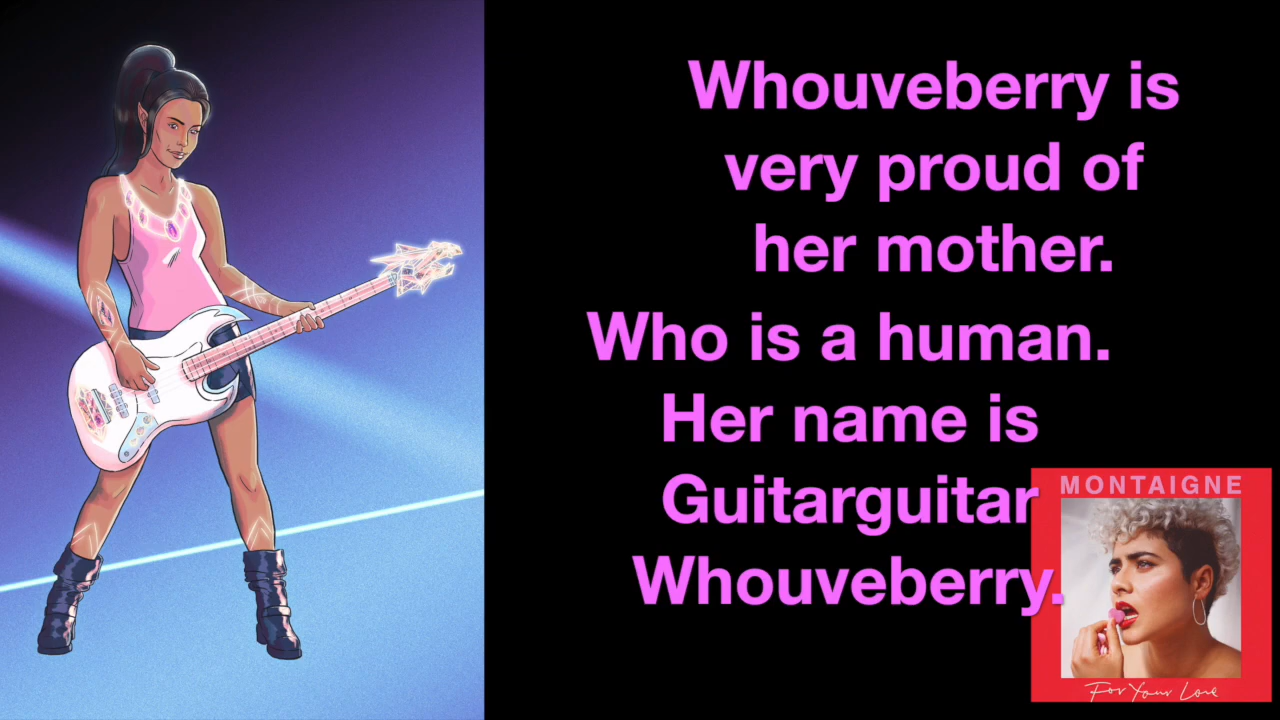 Whouveberry is
very proud of
her mother.
Who is a human.
Her name is
Guitarguitar
Whouveberry.
MONTAIGNE
For Your Love